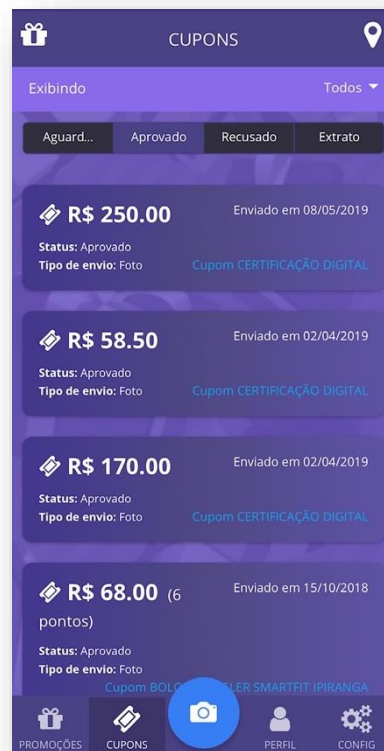 CUPONS
Exibindo Todos
Aguard... Aprovado Recusado Extrato
R$ 250.00 Enviado em 08/05/2019
Status: Aprovado
Tipo de envio: Foto Cupom CERTIFICAÇÃO DIGITAL
R$ 58.50 Enviado em 02/04/2019
Status: Aprovado
Tipo de envio: Foto Cupom CERTIFICAÇÃO DIGITAL
R$ 170.00 Enviado em 02/04/2019
Status: Aprovado
Tipo de envio: Foto Cupom CERTIFICAÇÃO DIGITAL
R$ 68.00 (6 Enviado em 15/10/2018
pontos)
Status: Aprovado
Tipo de envio: Foto
Cupom SMARTFIT IPIRANGA
PROMOÇÕES CUPONS PERFIL CONFIG